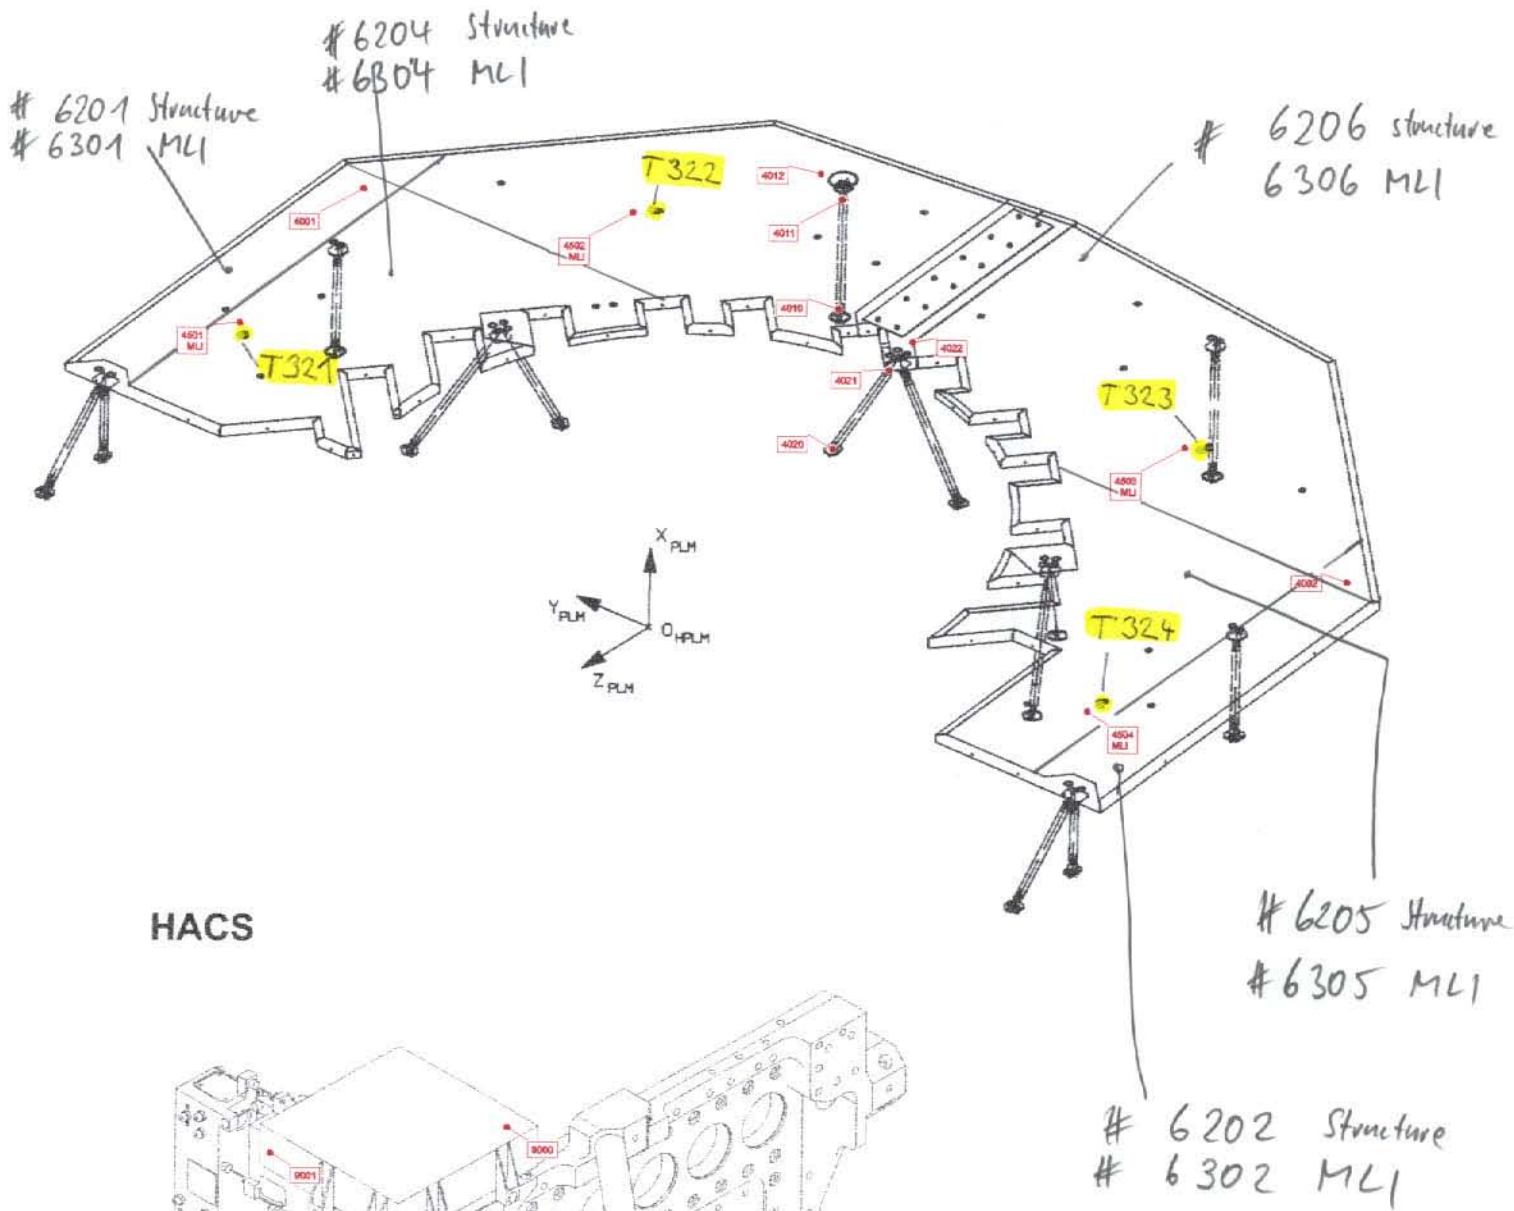 # 6204 Structure
# 6304 MLI
# 6201 Structure
# 6301 MLI
# 6206 structure
6306 MLI
T322
4012
4001
4011
4502
MLI
4010
4501
MLI
T321
4022
4021
T323
4020
4503
MLI
X PLM
Y PLM
O HPLM
Z PLM
4002
T324
4504
MLI
HACS
# 6205 Structure
# 6305 MLI
# 6202 Structure
# 6302 MLI
9000
9001